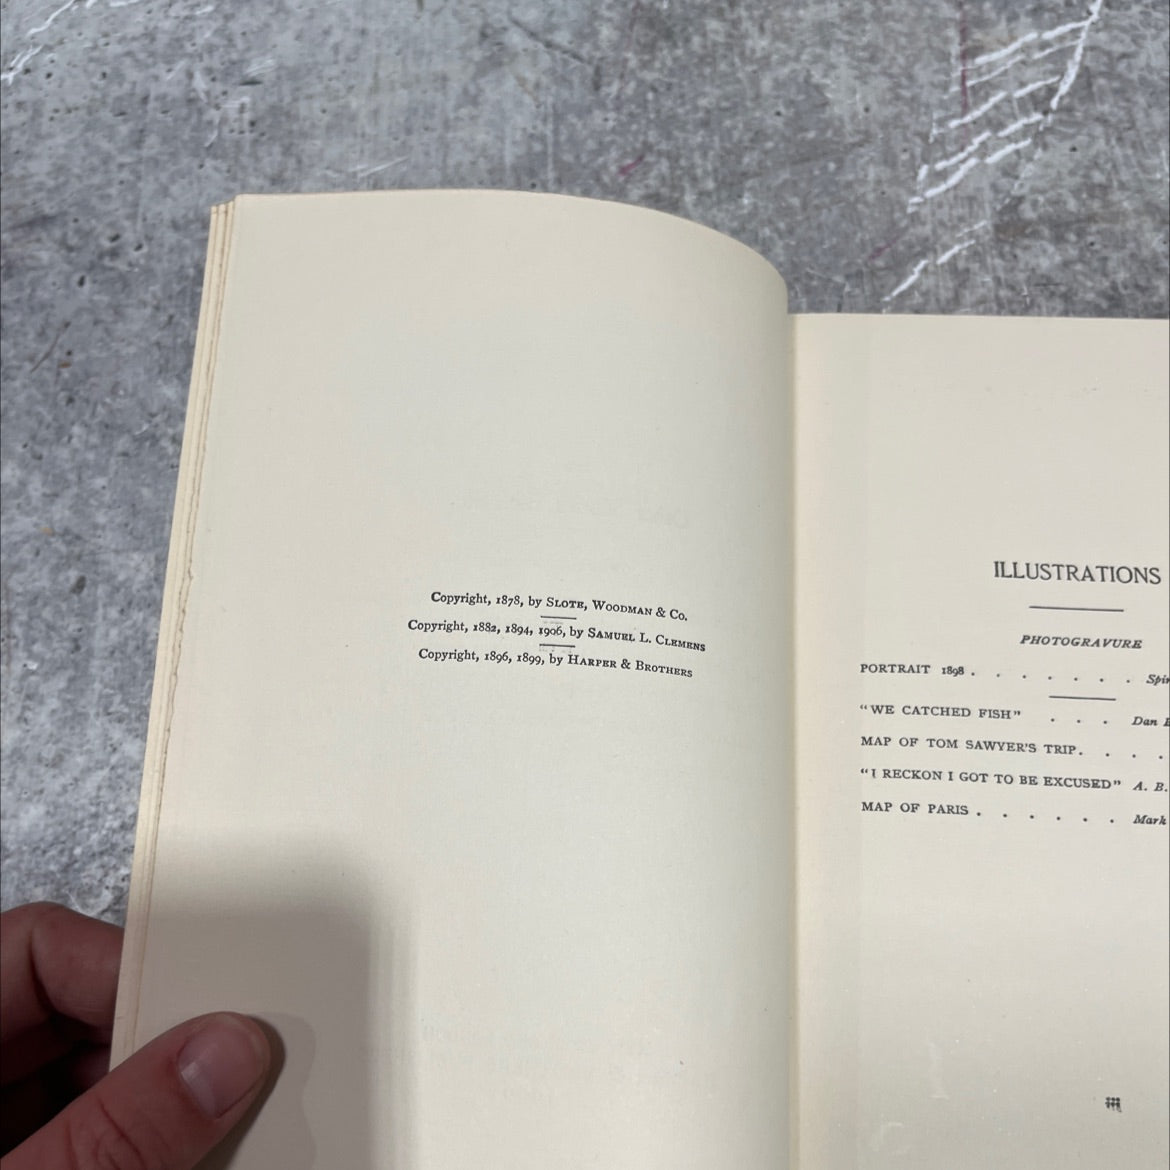 Copyright, 1878, by SLOTE, WOODMAN & Co.
Copyright, 1882, 1894, 1906, by SAMUEL L. CLEMENS
Copyright, 1896, 1899, by HARPER & BROTHERS
ILLUSTRATIONS
PHOTOGRAVURE
PORTRAIT 1898 . . . . . . .
"WE CATCHED FISH" . . . Dan
MAP OF TOM SAWYER'S TRIP. . . .
"I RECKON I GOT TO BE EXCUSED" A. B.
MAP OF PARIS . . . . . . Mark